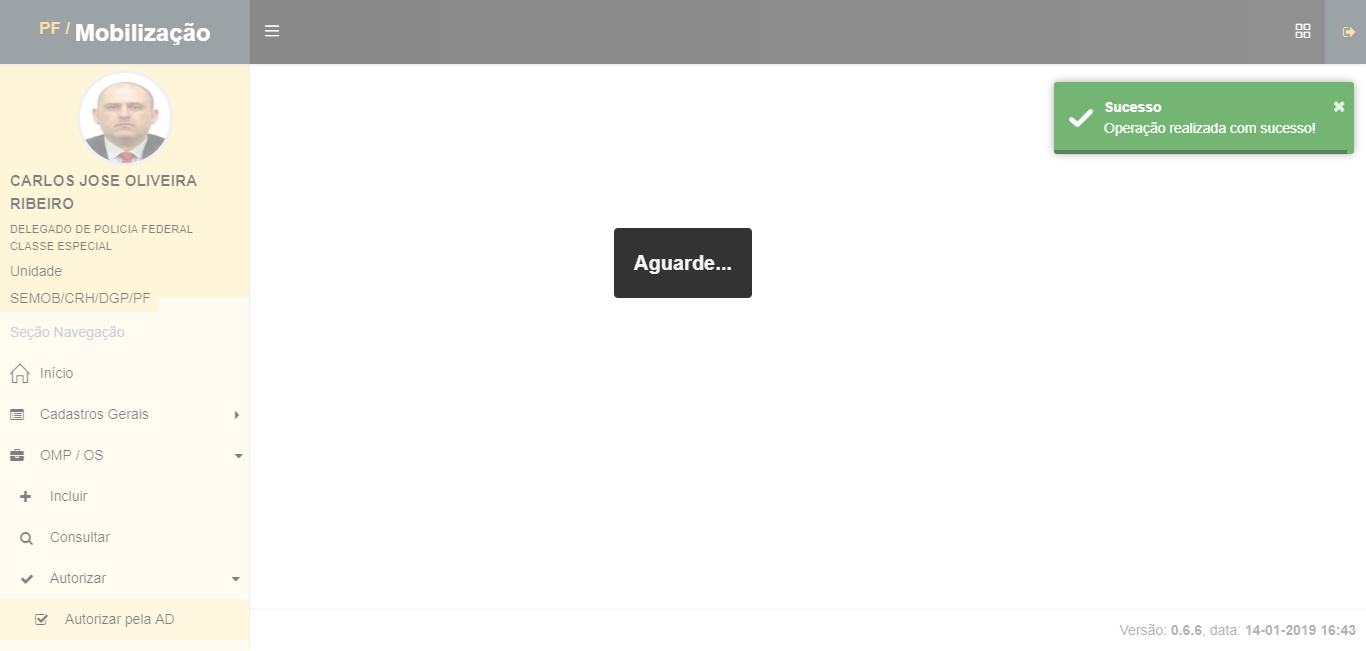 PF / Mobilização
Sucesso
Operação realizada com sucesso!
CARLOS JOSE OLIVEIRA
RIBEIRO
DELEGADO DE POLICIA FEDERAL
CLASSE ESPECIAL
Unidade
SEMOB/CRH/DGP/PF
Aguarde...
Seção Navegação
Início
Cadastros Gerais
OMP / OS
Incluir
Consultar
Autorizar
Autorizar pela AD
Versão: 0.6.6, data: 14-01-2019 16:43